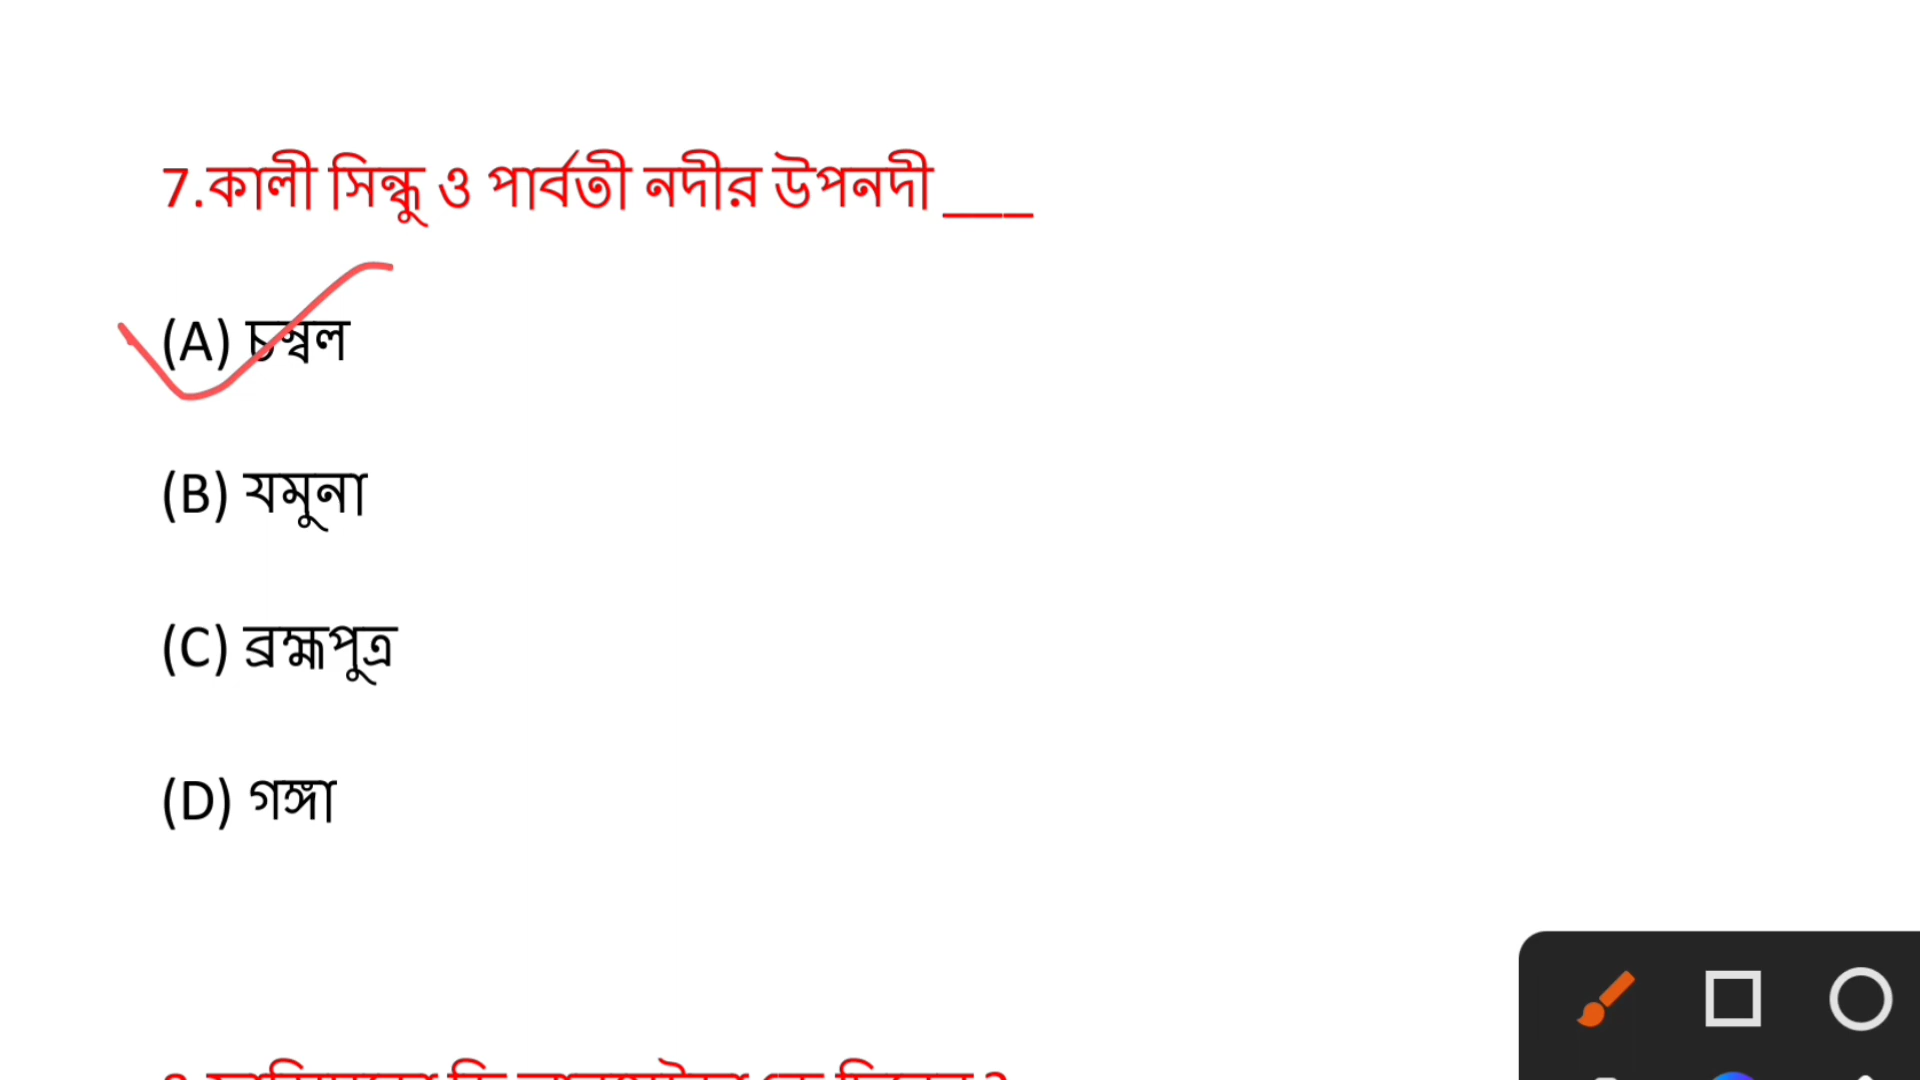 7.কালী সিন্ধু ও পার্বতী নদীর উপনদী ___
(A) চম্বল
(B) যমুনা
(C) ব্রহ্মপুত্র
(D) গঙ্গা